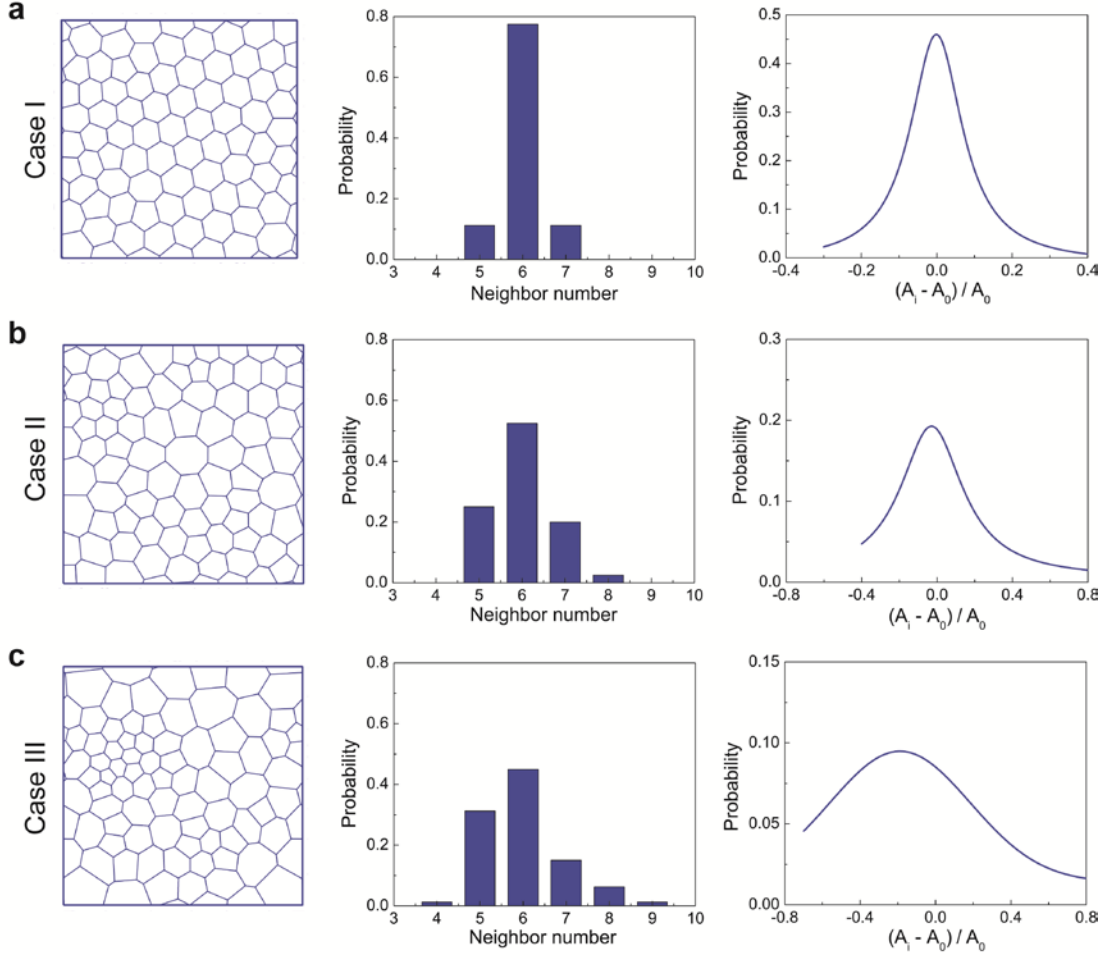 a
Case I
Probability
0.8
0.6
0.4
0.2
0.0
3 4 5 6 7 8 9 10
Neighbor number
Probability
0.5
0.4
0.3
0.2
0.1
0.0
-0.4 -0.2 0.0 0.2 0.4
(Ai - A0) / A0
b
Case II
Probability
0.8
0.6
0.4
0.2
0.0
3 4 5 6 7 8 9 10
Neighbor number
Probability
0.3
0.2
0.1
0.0
-0.8 -0.4 0.0 0.4 0.8
(Ai - A0) / A0
c
Case III
Probability
0.8
0.6
0.4
0.2
0.0
3 4 5 6 7 8 9 10
Neighbor number
Probability
0.15
0.10
0.05
0.00
-0.8 -0.4 0.0 0.4 0.8
(Ai - A0) / A0